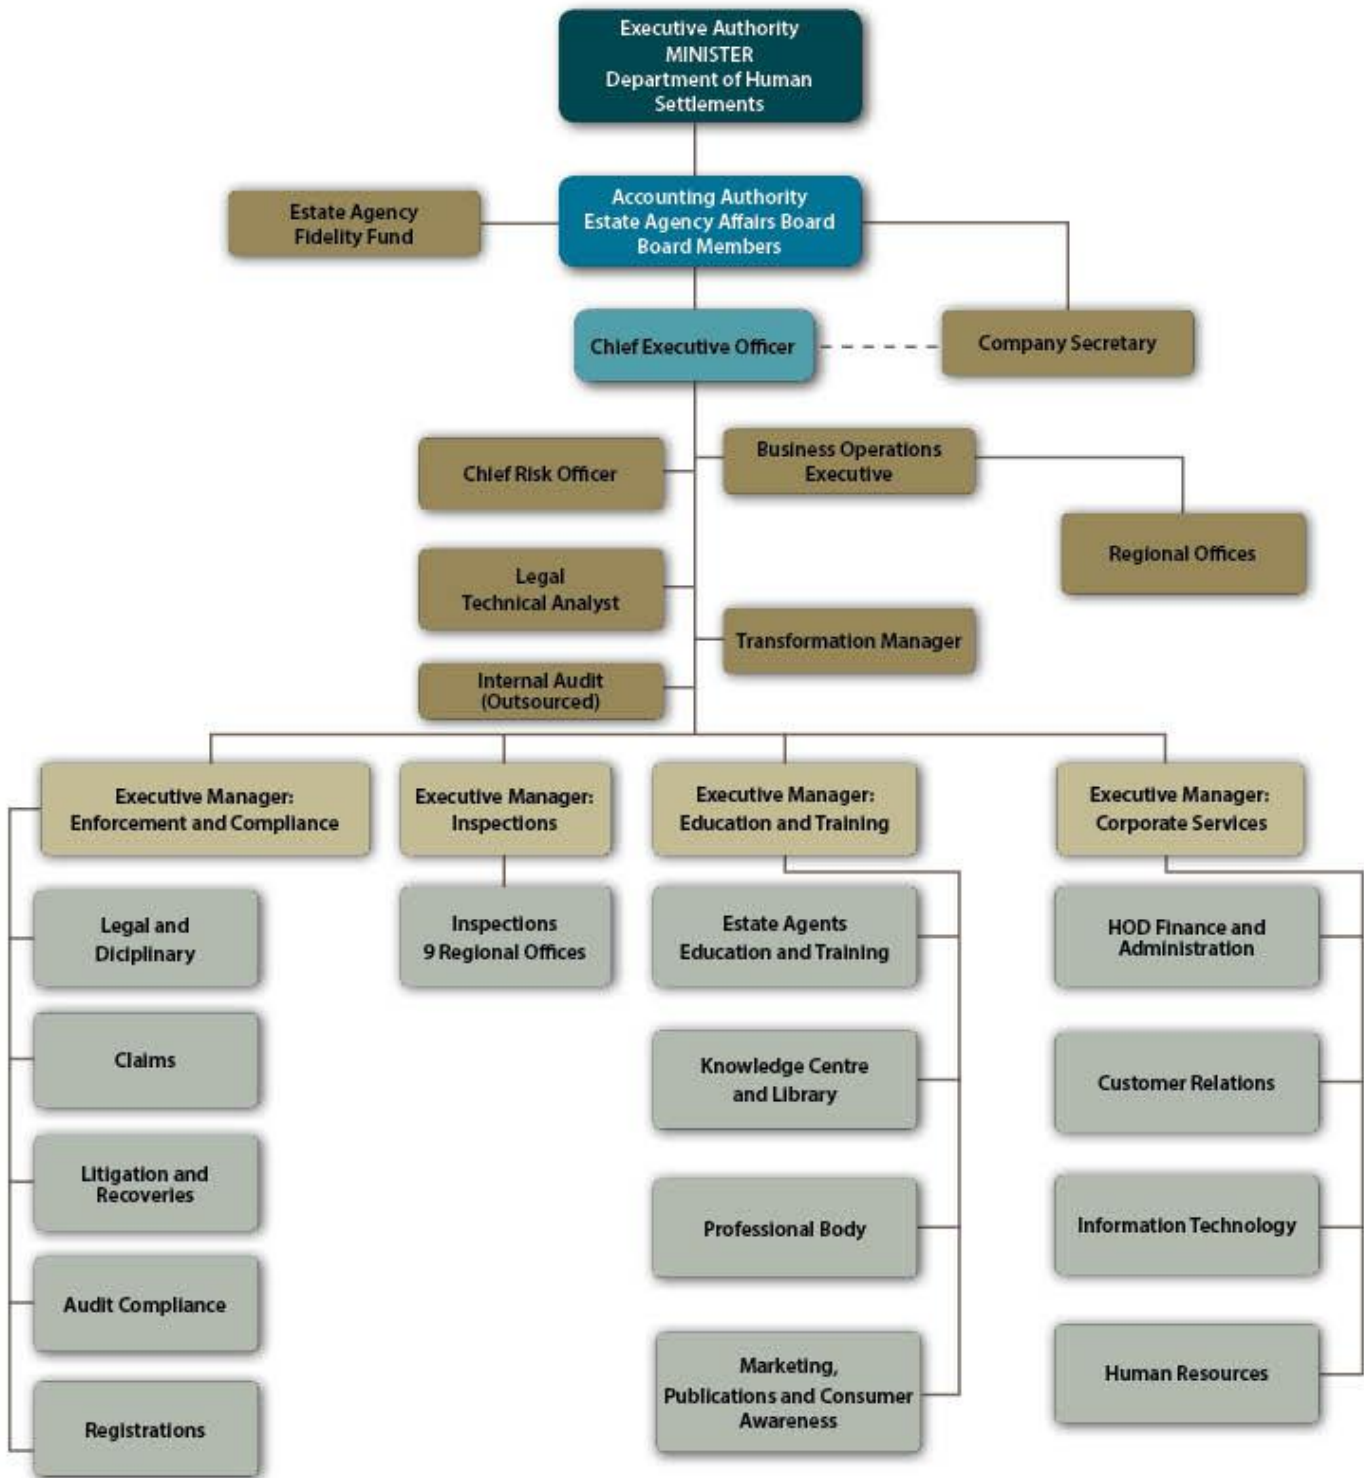 Executive Authority
MINISTER
Department of Human
Settlements
Estate Agency
Fidelity Fund
Accounting Authority
Estate Agency Affairs Board
Board Members
Chief Executive Officer
Company Secretary
Chief Risk Officer
Business Operations
Executive
Regional Offices
Legal
Technical Analyst
Transformation Manager
Internal Audit
(Outsourced)
Executive Manager:
Enforcement and Compliance
Executive Manager:
Inspections
Executive Manager:
Education and Training
Executive Manager:
Corporate Services
Legal and
Diciplinary
Claims
Litigation and
Recoveries
Audit Compliance
Registrations
Inspections
9 Regional Offices
Estate Agents
Education and Training
Knowledge Centre
and Library
Professional Body
Marketing,
Publications and Consumer
Awareness
HOD Finance and
Administration
Customer Relations
Information Technology
Human Resources